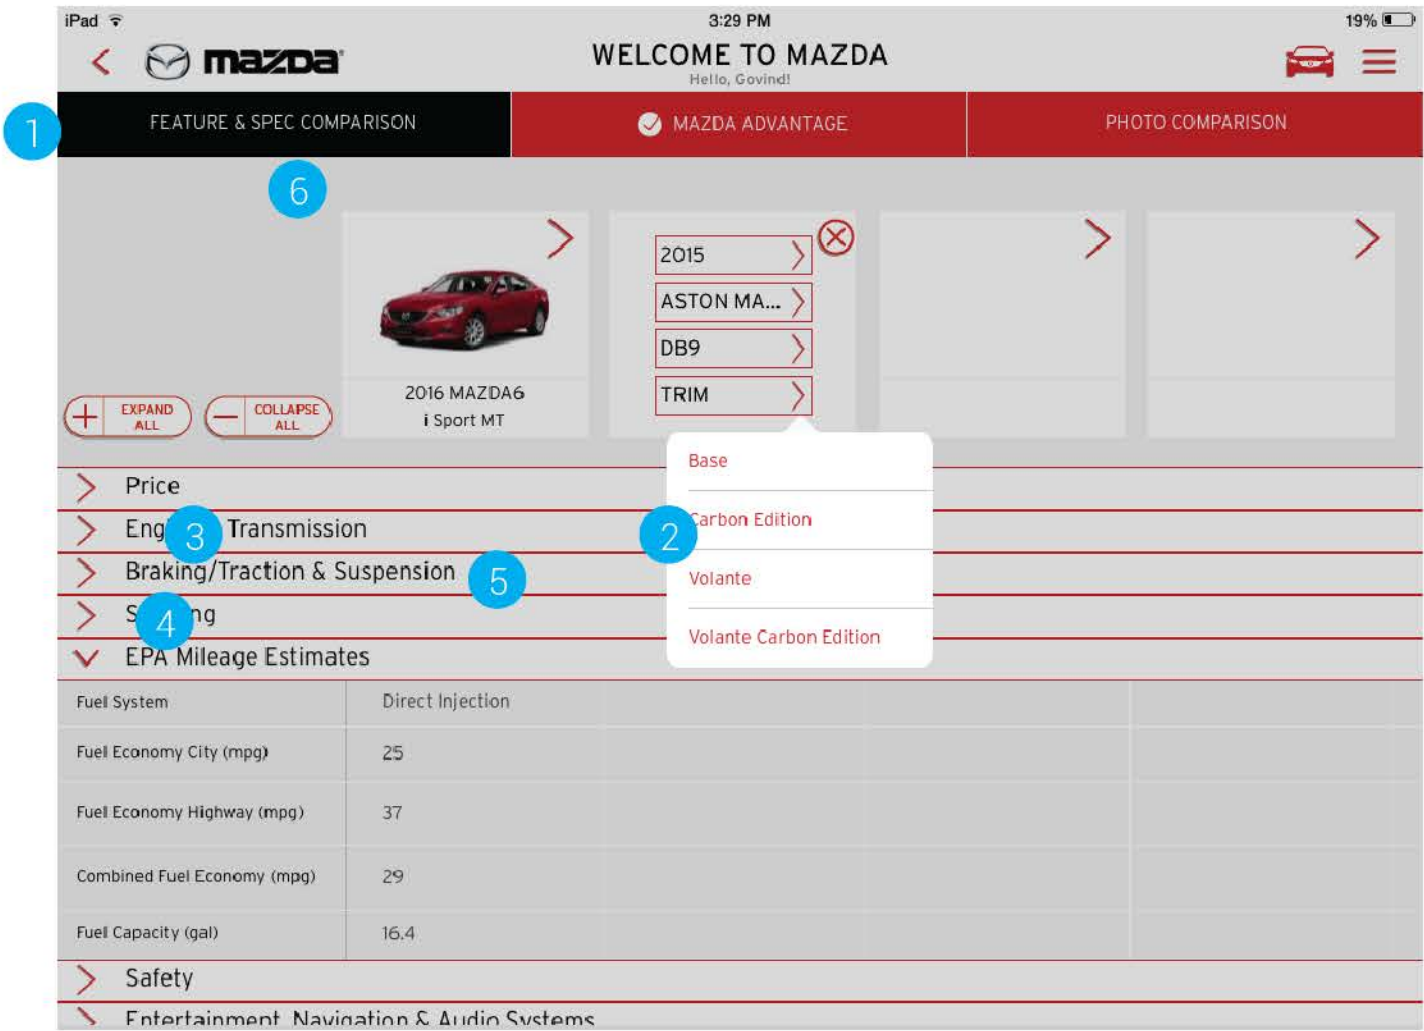 iPad 3:29 PM 19%
mazda WELCOME TO MAZDA
Hello, Govind!
1 FEATURE & SPEC COMPARISON MAZDA ADVANTAGE PHOTO COMPARISON
6
2015
ASTON MA...
DB9
TRIM
2016 MAZDA6
i Sport MT
EXPAND ALL
COLLAPSE ALL
Base
Carbon Edition
Volante
Volante Carbon Edition
2
Price
Eng 3 Transmission
Braking/Traction & Suspension 5
S 4 ng
EPA Mileage Estimates
Fuel System Direct Injection
Fuel Economy City (mpg) 25
Fuel Economy Highway (mpg) 37
Combined Fuel Economy (mpg) 29
Fuel Capacity (gal) 16.4
Safety
Entertainment, Navigation & Audio Systems